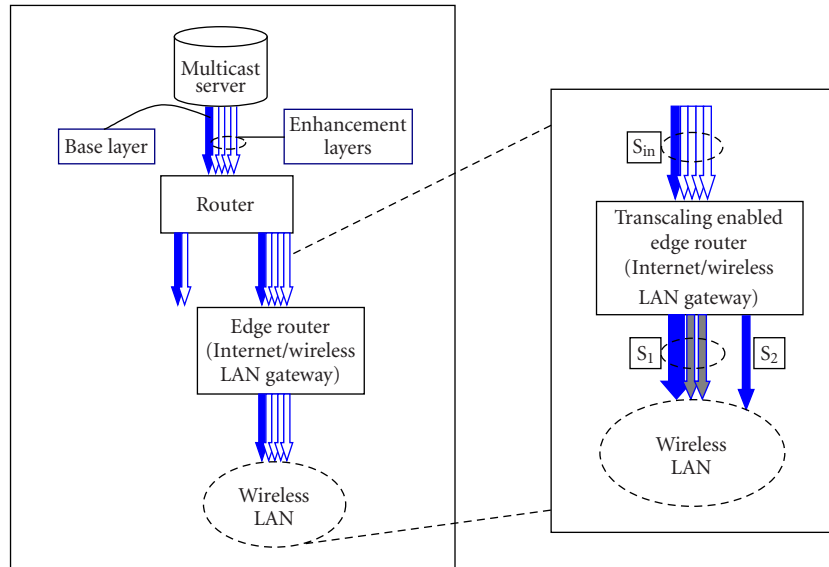 Multicast
server
Base layer
Enhancement
layers
Router
Edge router
(Internet/wireless
LAN gateway)
Wireless
LAN
Sin
Transcaling enabled
edge router
(Internet/wireless
LAN gateway)
S1
S2
Wireless
LAN